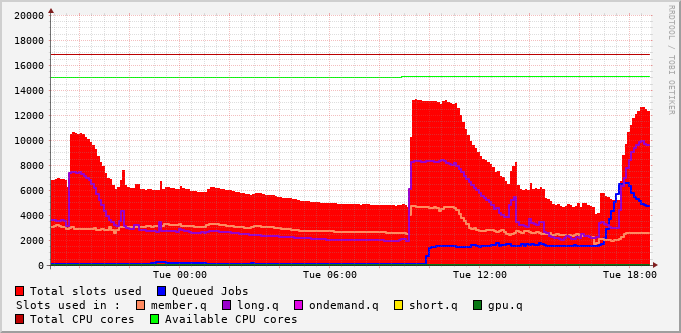 20000
18000
16000
14000
12000
10000
8000
6000
4000
2000
0
Tue 00:00 Tue 06:00 Tue 12:00 Tue 18:00
Total slots used Queued Jobs
Slots used in : member.q long.q ondemand.q short.q gpu.q
Total CPU cores Available CPU cores
RRDTOOL / TOBI OETIKER